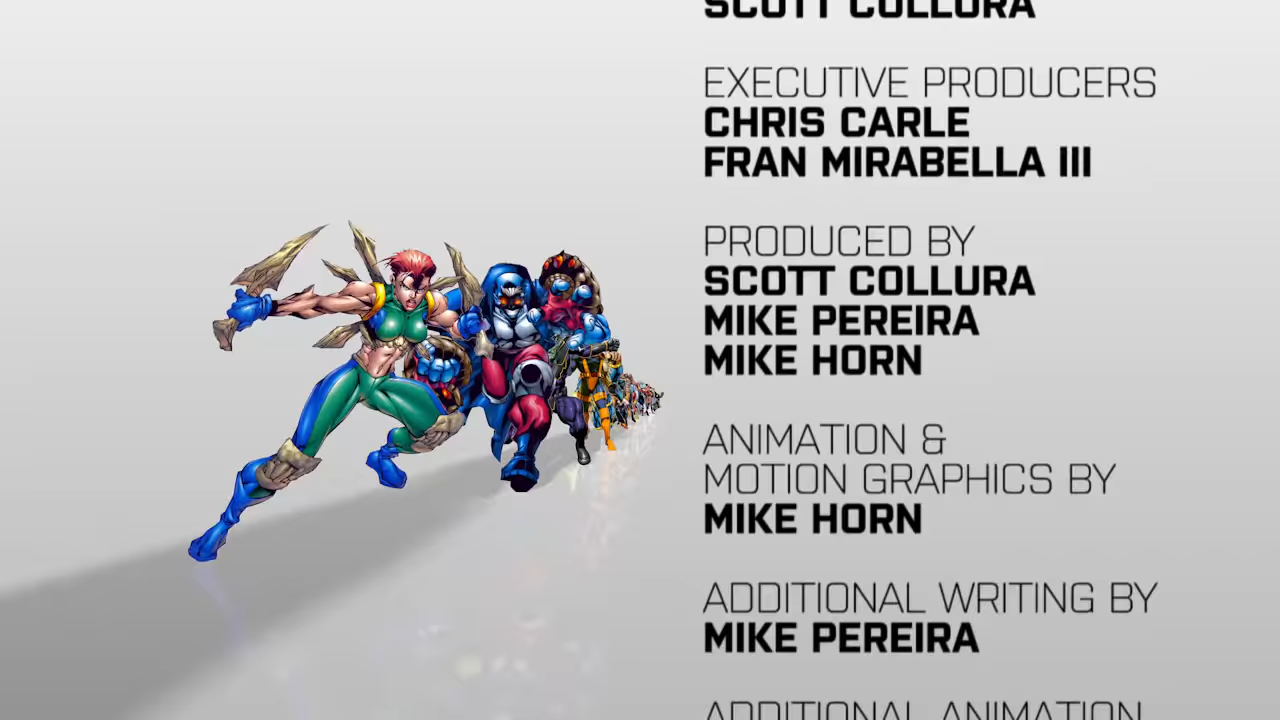 SCOTT COLLURA
EXECUTIVE PRODUCERS
CHRIS CARLE
FRAN MIRABELLA III
PRODUCED BY
SCOTT COLLURA
MIKE PEREIRA
MIKE HORN
ANIMATION &
MOTION GRAPHICS BY
MIKE HORN
ADDITIONAL WRITING BY
MIKE PEREIRA
ADDITIONAL ANIMATION